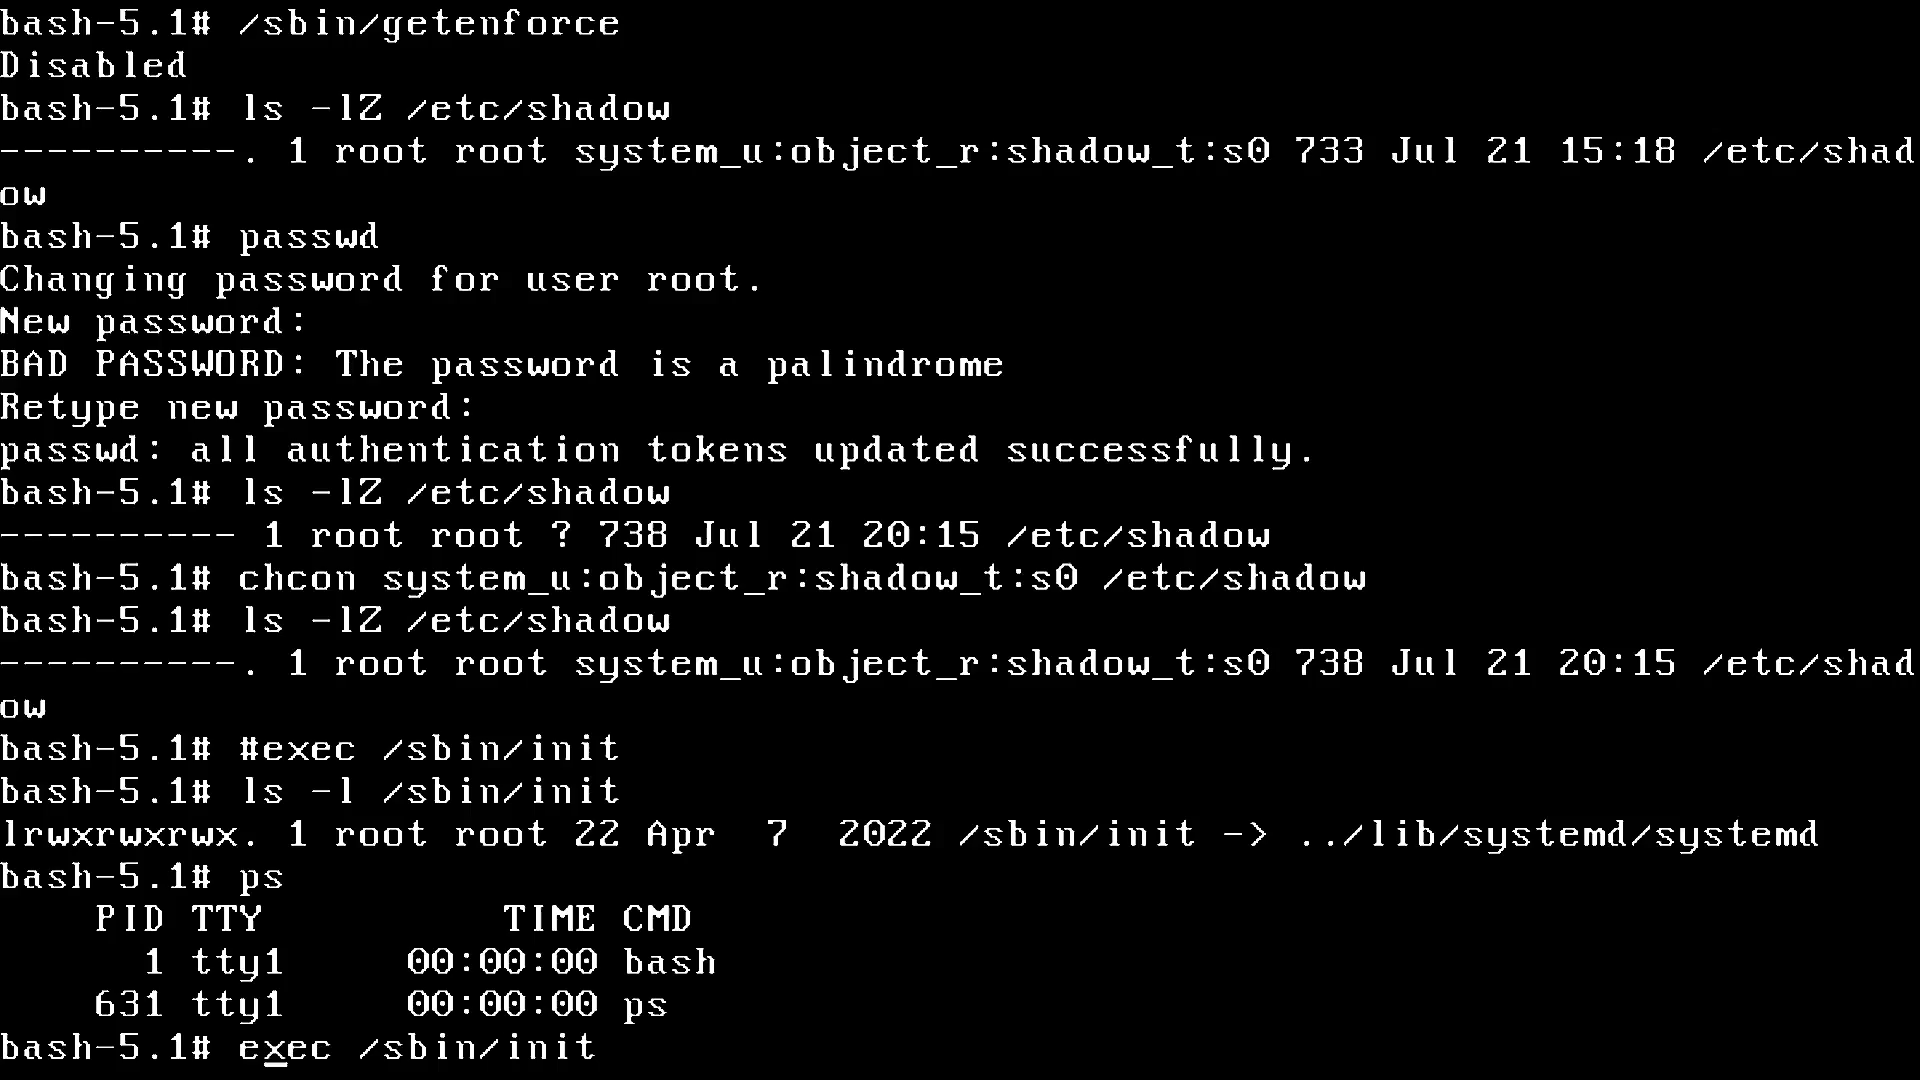 bash-5.1# /sbin/getenforce
Disabled
bash-5.1# ls -lZ /etc/shadow
----------. 1 root root system_u:object_r:shadow_t:s0 733 Jul 21 15:18 /etc/shad
ow
bash-5.1# passwd
Changing password for user root.
New password:
BAD PASSWORD: The password is a palindrome
Retype new password:
passwd: all authentication tokens updated successfully.
bash-5.1# ls -lZ /etc/shadow
---------- 1 root root ? 738 Jul 21 20:15 /etc/shadow
bash-5.1# chcon system_u:object_r:shadow_t:s0 /etc/shadow
bash-5.1# ls -lZ /etc/shadow
----------. 1 root root system_u:object_r:shadow_t:s0 738 Jul 21 20:15 /etc/shad
ow
bash-5.1# #exec /sbin/init
bash-5.1# ls -l /sbin/init
lrwxrwxrwx. 1 root root 22 Apr  7  2022 /sbin/init -> ../lib/systemd/systemd
bash-5.1# ps
    PID TTY          TIME CMD
      1 tty1     00:00:00 bash
    631 tty1     00:00:00 ps
bash-5.1# exec /sbin/init